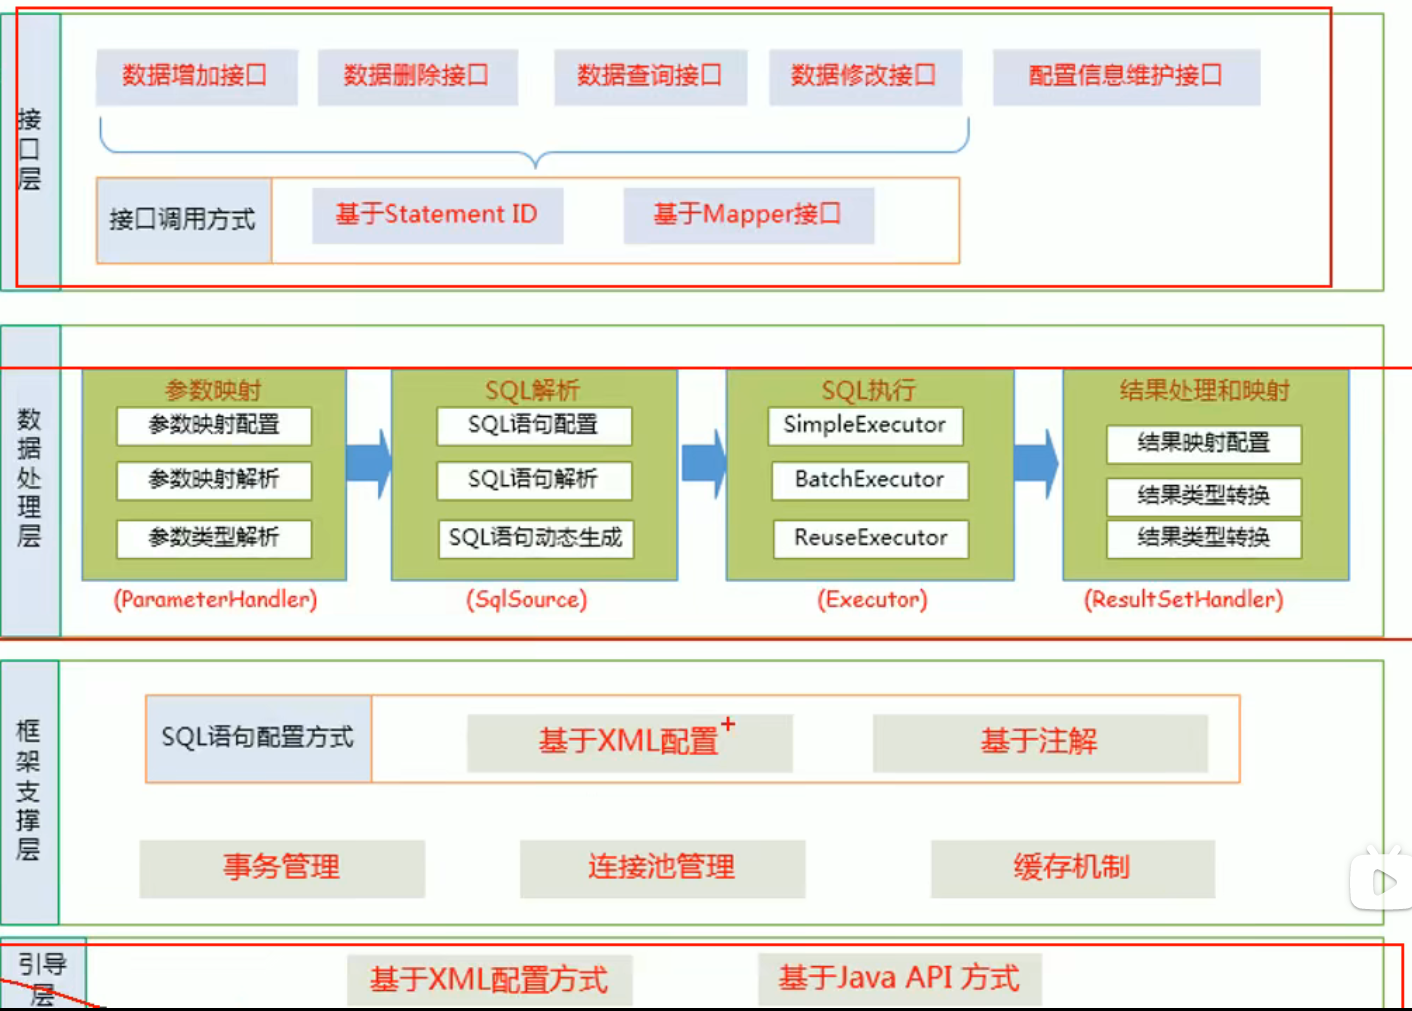 接口层
数据增加接口 数据删除接口 数据查询接口 数据修改接口 配置信息维护接口
接口调用方式 基于Statement ID 基于Mapper接口
数据处理层
参数映射
参数映射配置
参数映射解析
参数类型解析
(ParameterHandler)
SQL解析
SQL语句配置
SQL语句解析
SQL语句动态生成
(SqlSource)
SQL执行
SimpleExecutor
BatchExecutor
ReuseExecutor
(Executor)
结果处理和映射
结果映射配置
结果类型转换
结果类型转换
(ResultSetHandler)
框架支撑层
SQL语句配置方式 基于XML配置 基于注解
事务管理 连接池管理 缓存机制
引导层
基于XML配置方式 基于Java API 方式